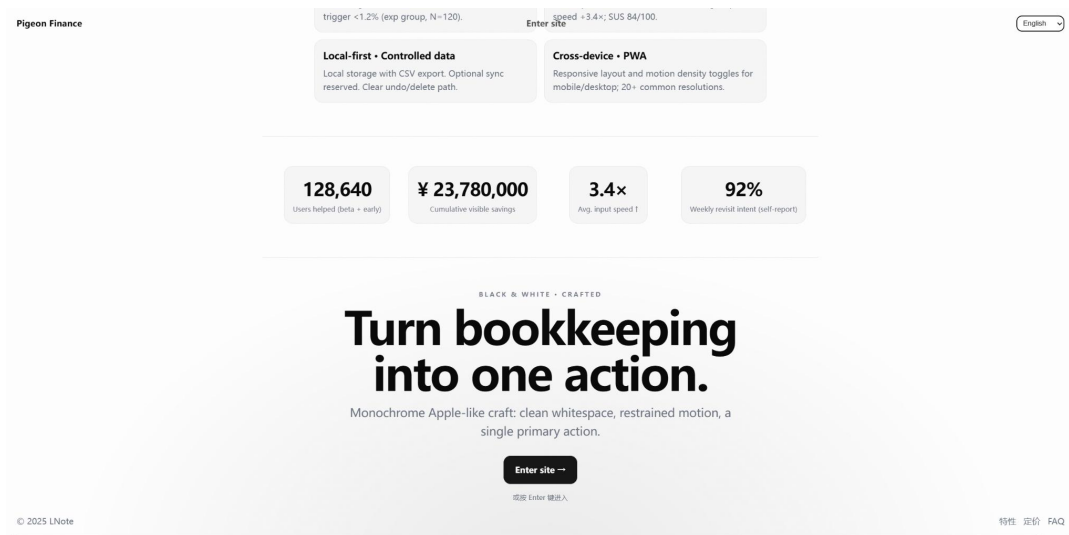 Pigeon Finance
Enter site
English
trigger <1.2% (exp group, N=120).
speed +3.4×; SUS 84/100.
Local-first • Controlled data
Local storage with CSV export. Optional sync
reserved. Clear undo/delete path.
Cross-device • PWA
Responsive layout and motion density toggles for
mobile/desktop; 20+ common resolutions.
128,640
Users helped (beta + early)
¥ 23,780,000
Cumulative visible savings
3.4×
Avg. input speed ↑
92%
Weekly revisit intent (self-report)
BLACK & WHITE • CRAFTED
Turn bookkeeping
into one action.
Monochrome Apple-like craft: clean whitespace, restrained motion, a
single primary action.
Enter site →
或按 Enter 键进入
© 2025 LNote
特性 定价 FAQ